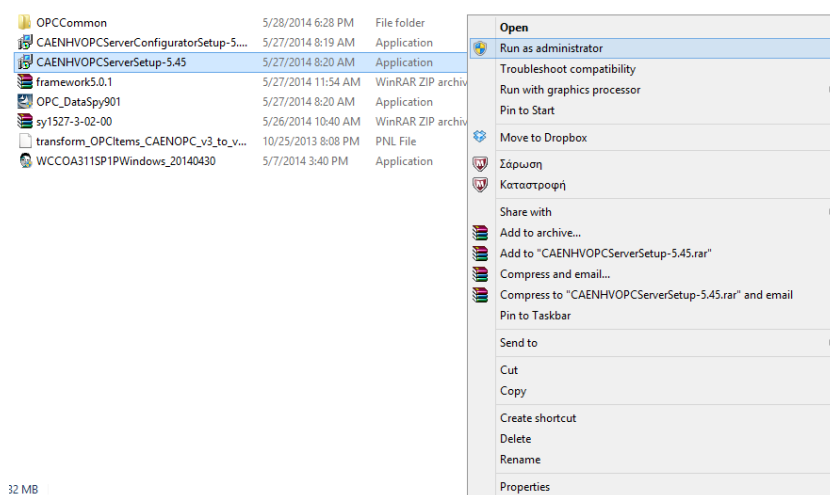 OPCCommon 5/28/2014 6:28 PM File folder
CAENHVOPCServerConfiguratorSetup-5.... 5/27/2014 8:19 AM Application
CAENHVOPCServerSetup-5.45 5/27/2014 8:20 AM Application
framework5.0.1 5/27/2014 11:54 AM WinRAR ZIP archiv
OPC_DataSpy901 5/27/2014 8:20 AM Application
sy1527-3-02-00 5/26/2014 10:40 AM WinRAR ZIP archiv
transform_OPCItems_CAENOPC_v3_to_v... 10/25/2013 8:08 PM PNL File
WCCOA311SP1PWindows_20140430 5/7/2014 3:40 PM Application
32 MB
Open
Run as administrator
Troubleshoot compatibility
Run with graphics processor
Pin to Start
Move to Dropbox
Σάρωση
Καταστροφή
Share with
Add to archive...
Add to "CAENHVOPCServerSetup-5.45.rar"
Compress and email...
Compress to "CAENHVOPCServerSetup-5.45.rar" and email
Pin to Taskbar
Send to
Cut
Copy
Create shortcut
Delete
Rename
Properties